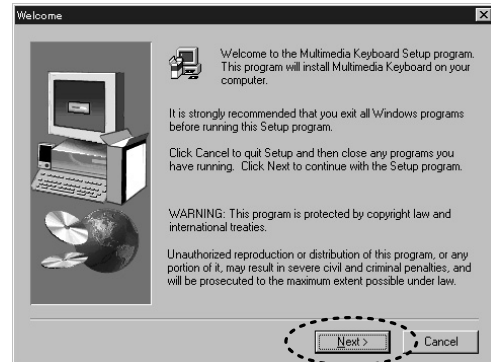 Welcome
Welcome to the Multimedia Keyboard Setup program.
This program will install Multimedia Keyboard on your
computer.
It is strongly recommended that you exit all Windows programs
before running this Setup program.
Click Cancel to quit Setup and then close any programs you
have running. Click Next to continue with the Setup program.
WARNING: This program is protected by copyright law and
international treaties.
Unauthorized reproduction or distribution of this program, or any
portion of it, may result in severe civil and criminal penalties, and
will be prosecuted to the maximum extent possible under law.
Next >
Cancel